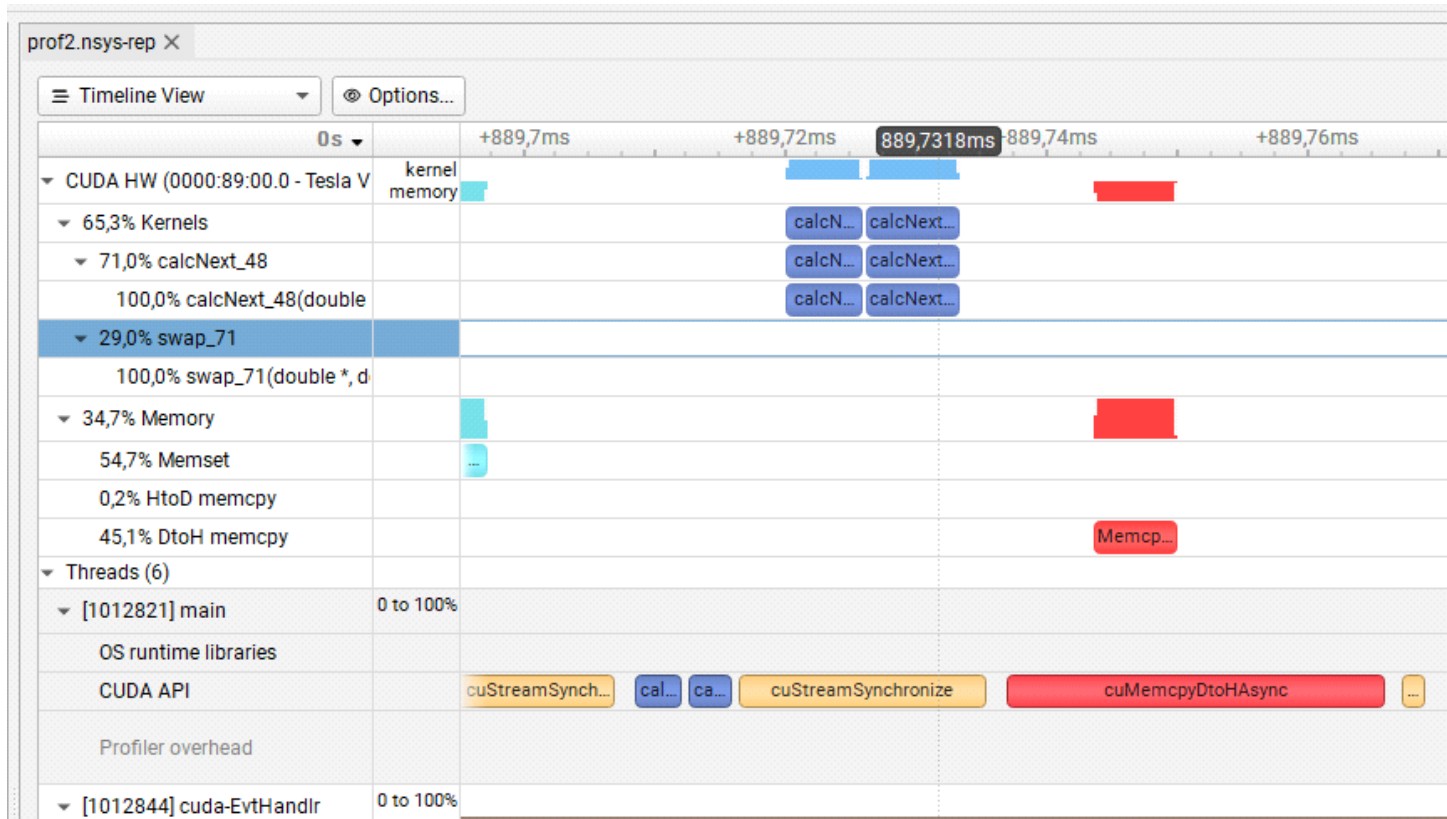 prof2.nsys-rep
Timeline View Options...
0s +889,7ms +889,72ms 889,7318ms 889,74ms +889,76ms
CUDA HW (0000:89:00.0 - Tesla V kernel
memory
65,3% Kernels calcN... calcNext...
71,0% calcNext_48 calcN... calcNext...
100,0% calcNext_48(double calcN... calcNext...
29,0% swap_71
100,0% swap_71(double *, d
34,7% Memory
54,7% Memset ...
0,2% HtoD memcpy
45,1% DtoH memcpy Memcp...
Threads (6)
[1012821] main 0 to 100%
OS runtime libraries
CUDA API cuStreamSynch... cal... ca... cuStreamSynchronize cuMemcpyDtoHAsync ...
Profiler overhead
[1012844] cuda-EvtHandlr 0 to 100%